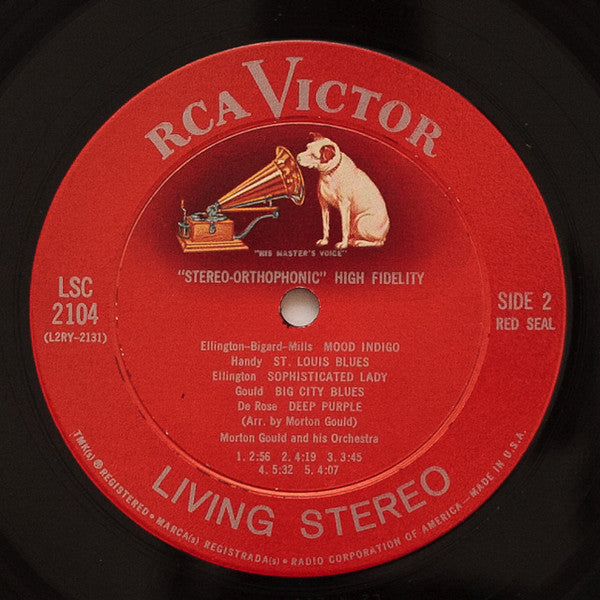 RCA VICTOR
"HIS MASTER'S VOICE"
"STEREO-ORTHOPHONIC" HIGH FIDELITY
LSC
2104
(L2RY-2131)
SIDE 2
RED SEAL
Ellington-Bigard-Mills MOOD INDIGO
Handy ST. LOUIS BLUES
Ellington SOPHISTICATED LADY
Gould BIG CITY BLUES
De Rose DEEP PURPLE
(Arr. by Morton Gould)
Morton Gould and his Orchestra
1. 2:56 2. 4:19 3. 3:45
4. 5:32 5. 4:07
LIVING STEREO
TMK(s) ® REGISTERED • MARCA(s) REGISTRADA(s) • RADIO CORPORATION OF AMERICA—MADE IN U.S.A.